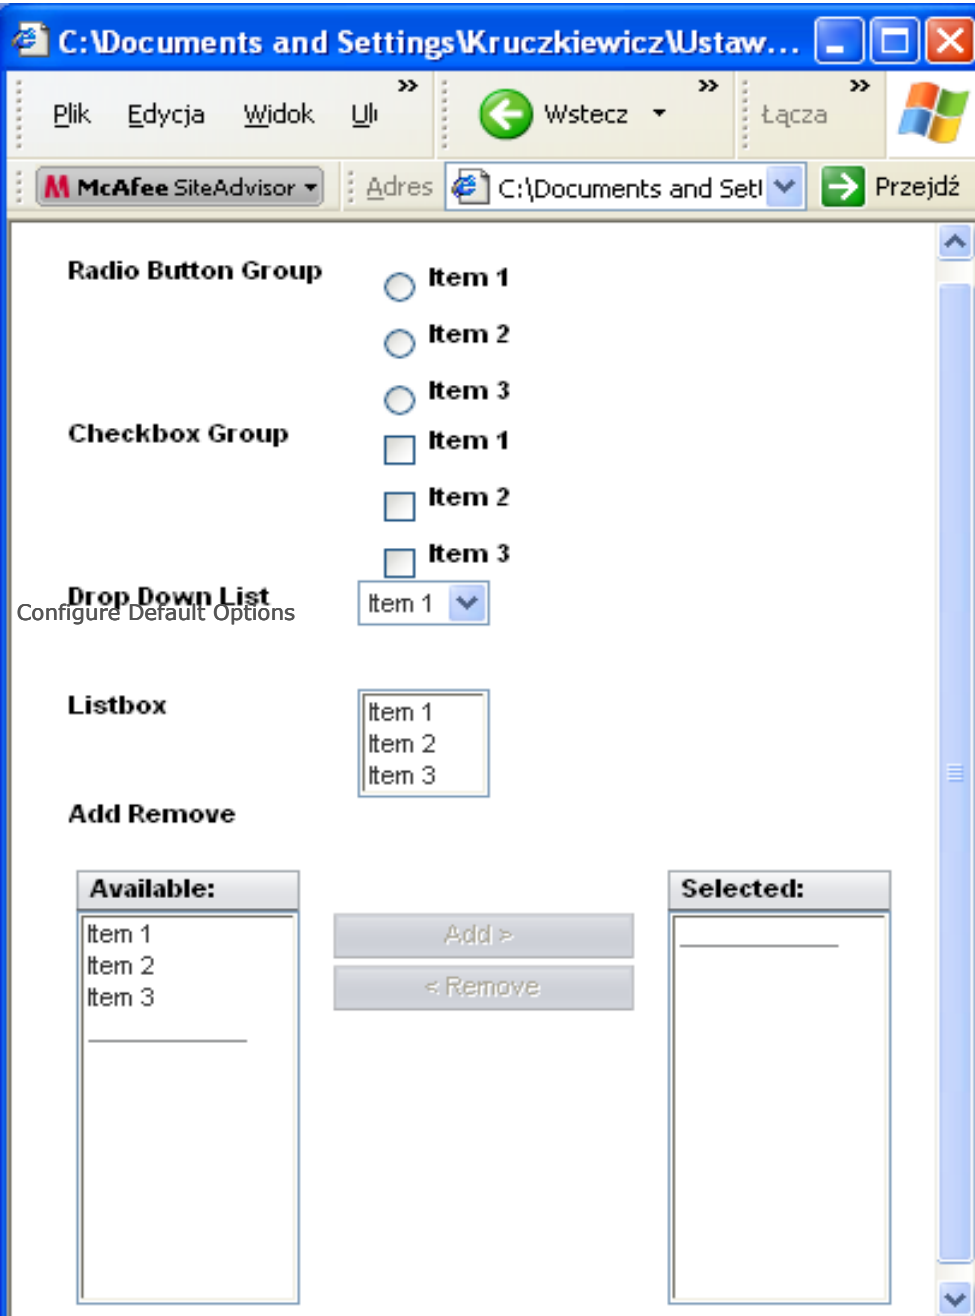 C:\Documents and Settings\Kruczkiewicz\Ustaw...
Plik Edycja Widok Wstecz Łącza
McAfee SiteAdvisor Adres C:\Documents and Set Przejdź
Radio Button Group
Item 1
Item 2
Item 3
Checkbox Group
Item 1
Item 2
Item 3
Drop Down List
Item 1
Configure Default Options
Listbox
Item 1
Item 2
Item 3
Add Remove
Available:
Item 1
Item 2
Item 3
Add >
< Remove
Selected: